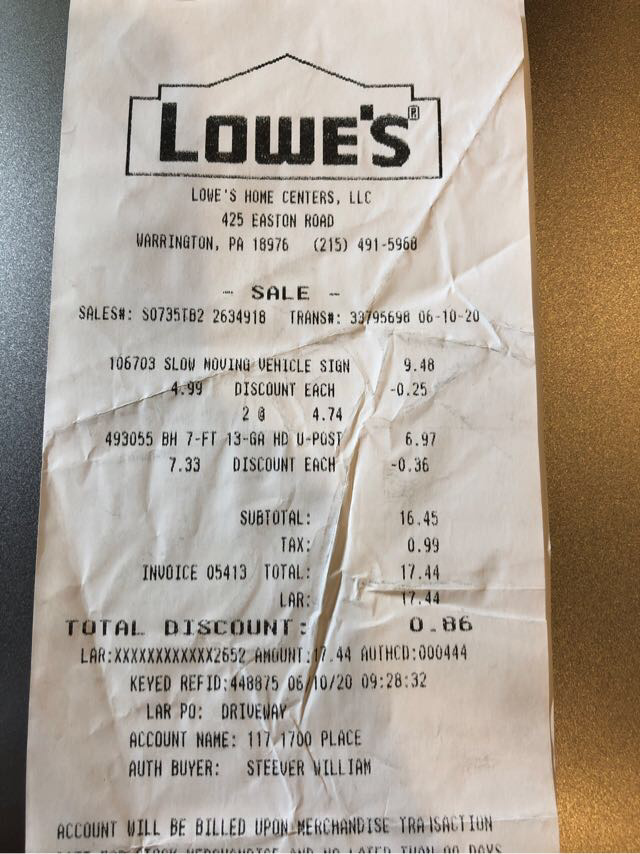 LOWE'S®
LOWE'S HOME CENTERS, LLC
425 EASTON ROAD
WARRINGTON, PA 18976 (215) 491-5968
- SALE -
SALES#: S0735TB2 2634918 TRANS#: 33795698 06-10-20
106703 SLOW MOVING VEHICLE SIGN 9.48
4.99 DISCOUNT EACH -0.25
2 @ 4.74
493055 BH 7-FT 13-GA HD U-POST 6.97
7.33 DISCOUNT EACH -0.36
SUBTOTAL: 16.45
TAX: 0.99
INVOICE 05413 TOTAL: 17.44
LAR: 17.44
TOTAL DISCOUNT: 0.86
LAR:XXXXXXXXXXXX2652 AMOUNT:17.44 AUTHCD:000444
KEYED REFID:448875 06/10/20 09:28:32
LAR PO: DRIVEWAY
ACCOUNT NAME: 117 1700 PLACE
AUTH BUYER: STEEVER WILLIAM
ACCOUNT WILL BE BILLED UPON MERCHANDISE TRANSACTION